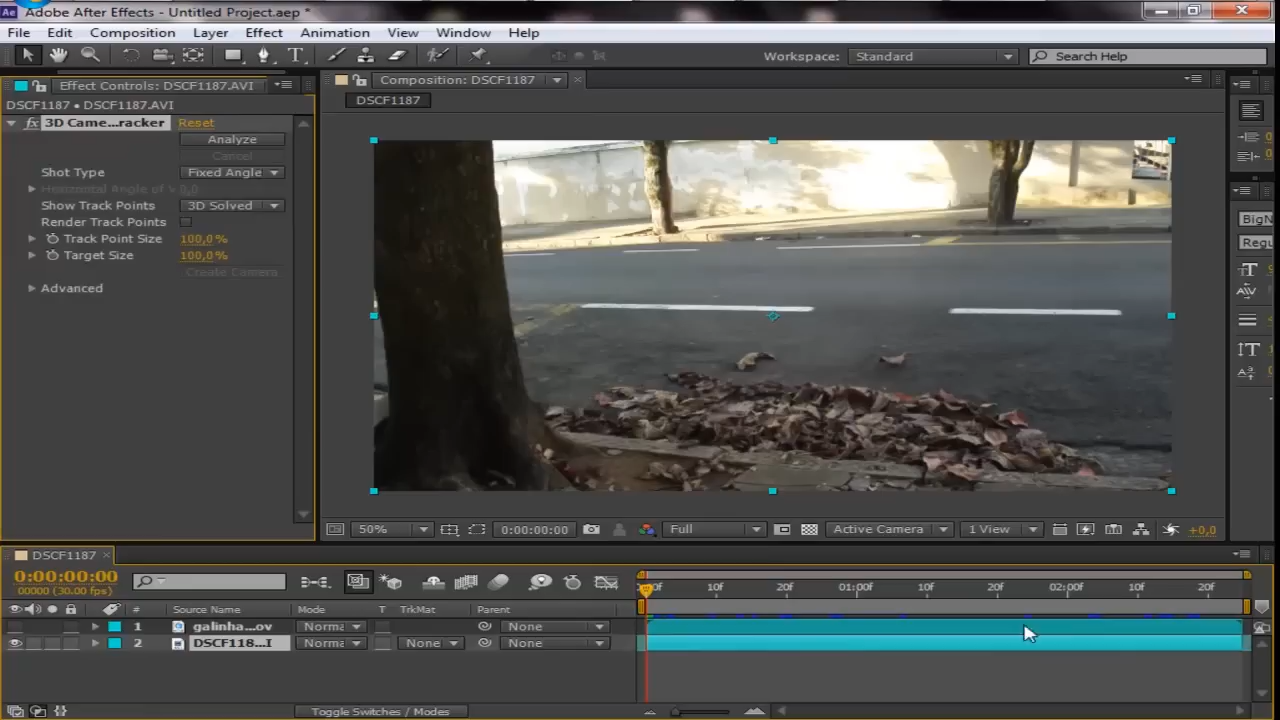 Adobe After Effects - Untitled Project.aep *
File Edit Composition Layer Effect Animation View Window Help
Workspace: Standard Search Help
Effect Controls: DSCF1187.AVI
Composition: DSCF1187
DSCF1187 • DSCF1187.AVI
DSCF1187
fx 3D Came...racker Reset
Analyze
Cancel
Shot Type Fixed Angle
Horizontal Angle of V 0,0
Show Track Points 3D Solved
Render Track Points
Track Point Size 100,0%
Target Size 100,0%
Create Camera
Advanced
BigN
Regu
50% 0:00:00:00 Full Active Camera 1 View +0,0
DSCF1187
0:00:00:00
00000 (30.00 fps)
10f 20f 01:00f 10f 20f 02:00f 10f 20f
# Source Name Mode T TrkMat Parent
1 galinha...ov Norma None
2 DSCF118...I Norma None None
Toggle Switches / Modes